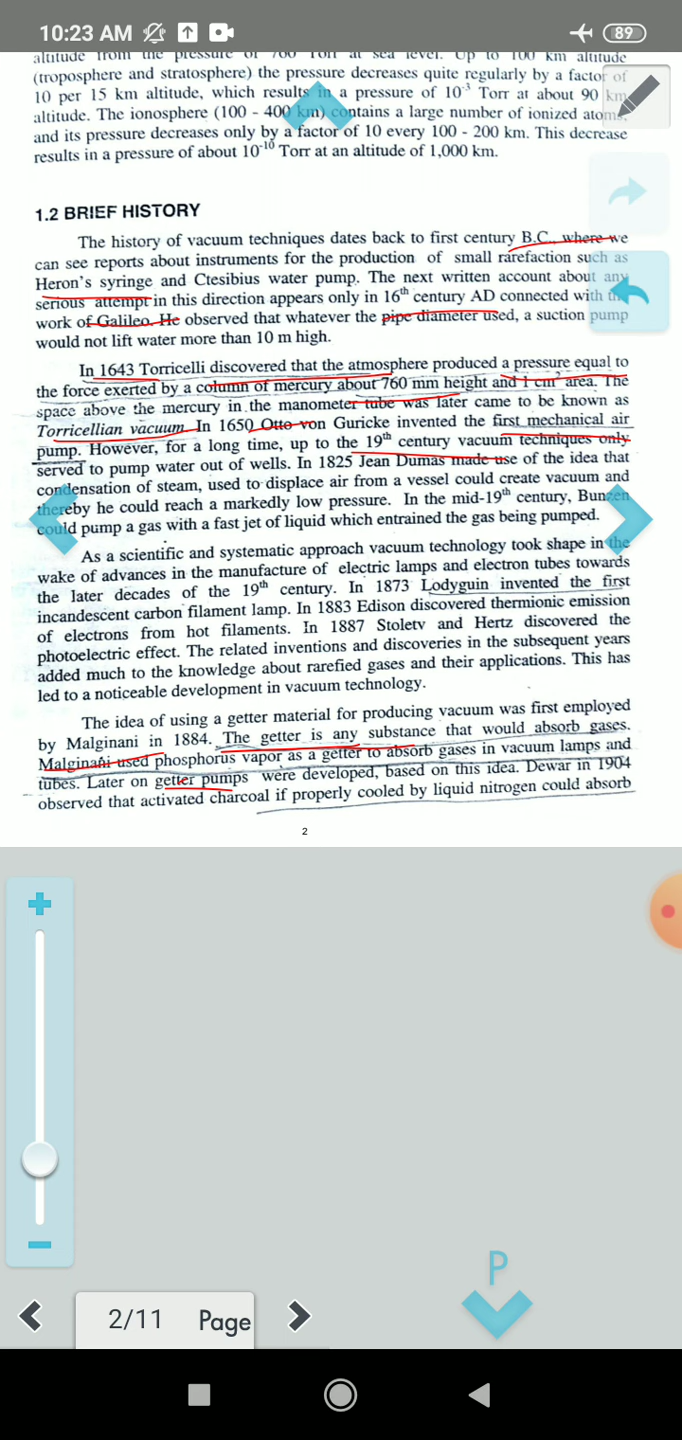 10:23 AM
89
altitude from the pressure of 760 Torr at sea level. Up to 100 km altitude
(troposphere and stratosphere) the pressure decreases quite regularly by a factor of
10 per 15 km altitude, which results in a pressure of 10⁻³ Torr at about 90 km
altitude. The ionosphere (100 - 400 km) contains a large number of ionized atoms,
and its pressure decreases only by a factor of 10 every 100 - 200 km. This decrease
results in a pressure of about 10⁻¹⁰ Torr at an altitude of 1,000 km.
1.2 BRIEF HISTORY
The history of vacuum techniques dates back to first century B.C., where we
can see reports about instruments for the production of small rarefaction such as
Heron's syringe and Ctesibius water pump. The next written account about any
serious attempt in this direction appears only in 16th century AD connected with the
work of Galileo. He observed that whatever the pipe diameter used, a suction pump
would not lift water more than 10 m high.
In 1643 Torricelli discovered that the atmosphere produced a pressure equal to
the force exerted by a column of mercury about 760 mm height and 1 cm² area. The
space above the mercury in the manometer tube was later came to be known as
Torricellian vacuum. In 1650 Otto von Guricke invented the first mechanical air
pump. However, for a long time, up to the 19th century vacuum techniques only
served to pump water out of wells. In 1825 Jean Dumas made use of the idea that
condensation of steam, used to displace air from a vessel could create vacuum and
thereby he could reach a markedly low pressure. In the mid-19th century, Bunzen
could pump a gas with a fast jet of liquid which entrained the gas being pumped.
As a scientific and systematic approach vacuum technology took shape in the
wake of advances in the manufacture of electric lamps and electron tubes towards
the later decades of the 19th century. In 1873 Lodyguin invented the first
incandescent carbon filament lamp. In 1883 Edison discovered thermionic emission
of electrons from hot filaments. In 1887 Stoletv and Hertz discovered the
photoelectric effect. The related inventions and discoveries in the subsequent years
added much to the knowledge about rarefied gases and their applications. This has
led to a noticeable development in vacuum technology.
The idea of using a getter material for producing vacuum was first employed
by Malginani in 1884. The getter is any substance that would absorb gases.
Malginani used phosphorus vapor as a getter to absorb gases in vacuum lamps and
tubes. Later on getter pumps were developed, based on this idea. Dewar in 1904
observed that activated charcoal if properly cooled by liquid nitrogen could absorb
2
P
2/11 Page